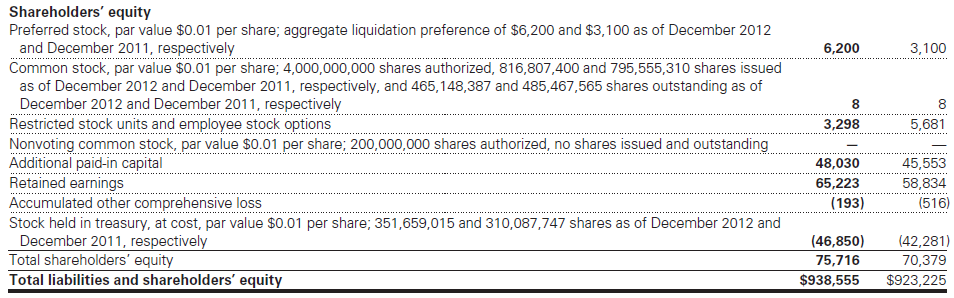 Shareholders' equity
Preferred stock, par value $0.01 per share; aggregate liquidation preference of $6,200 and $3,100 as of December 2012
and December 2011, respectively 6,200 3,100
Common stock, par value $0.01 per share; 4,000,000,000 shares authorized, 816,807,400 and 795,555,310 shares issued
as of December 2012 and December 2011, respectively, and 465,148,387 and 485,467,565 shares outstanding as of
December 2012 and December 2011, respectively 8 8
Restricted stock units and employee stock options 3,298 5,681
Nonvoting common stock, par value $0.01 per share; 200,000,000 shares authorized, no shares issued and outstanding — —
Additional paid-in capital 48,030 45,553
Retained earnings 65,223 58,834
Accumulated other comprehensive loss (193) (516)
Stock held in treasury, at cost, par value $0.01 per share; 351,659,015 and 310,087,747 shares as of December 2012 and
December 2011, respectively (46,850) (42,281)
Total shareholders' equity 75,716 70,379
Total liabilities and shareholders' equity $938,555 $923,225